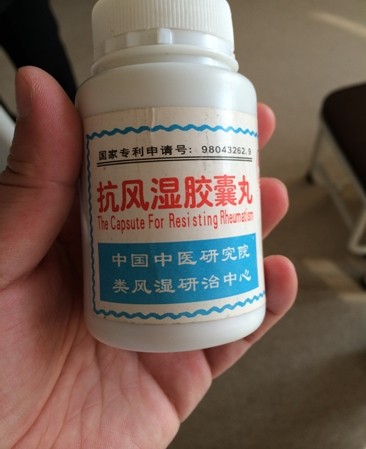 国家专利申请号：98043262.9
抗风湿胶囊丸
The Capsute For Resisting Rheumatism
中国中医研究院
类风湿研治中心